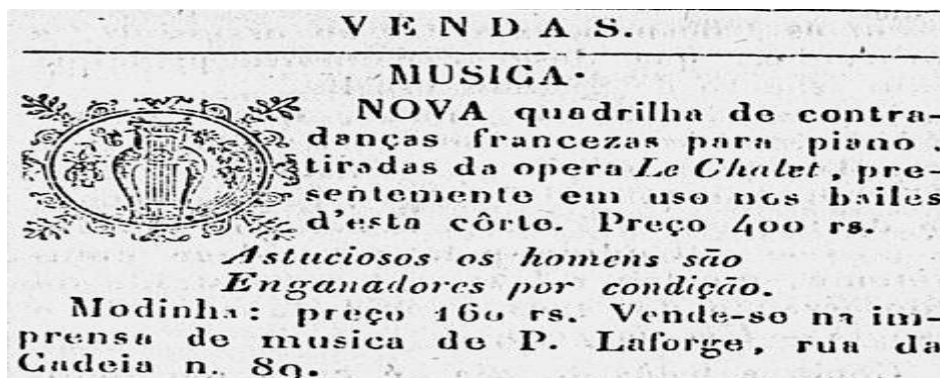 VENDAS.
MUSICA.
NOVA quadrilha de contra-
danças francezas para piano,
tiradas da opera Le Chalet, pre-
sentemente em uso nos bailes
d'esta côrte. Preço 400 rs.
Astuciosos os homens são
Enganadores por condição.
Modinha: preço 160 rs. Vende-se na im-
prensa de musica de P. Laforge, rua da
Cadeia n. 89.